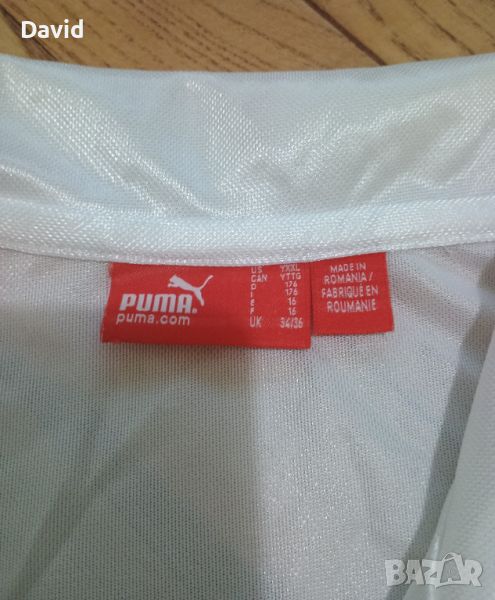 David
PUMA
puma.com
US YXXL
CAN YTTG
D 176
I 176
E 16
F 16
UK 34/36
MADE IN
ROMANIA/
FABRIQUÉ EN
ROUMANIE
BAZAR